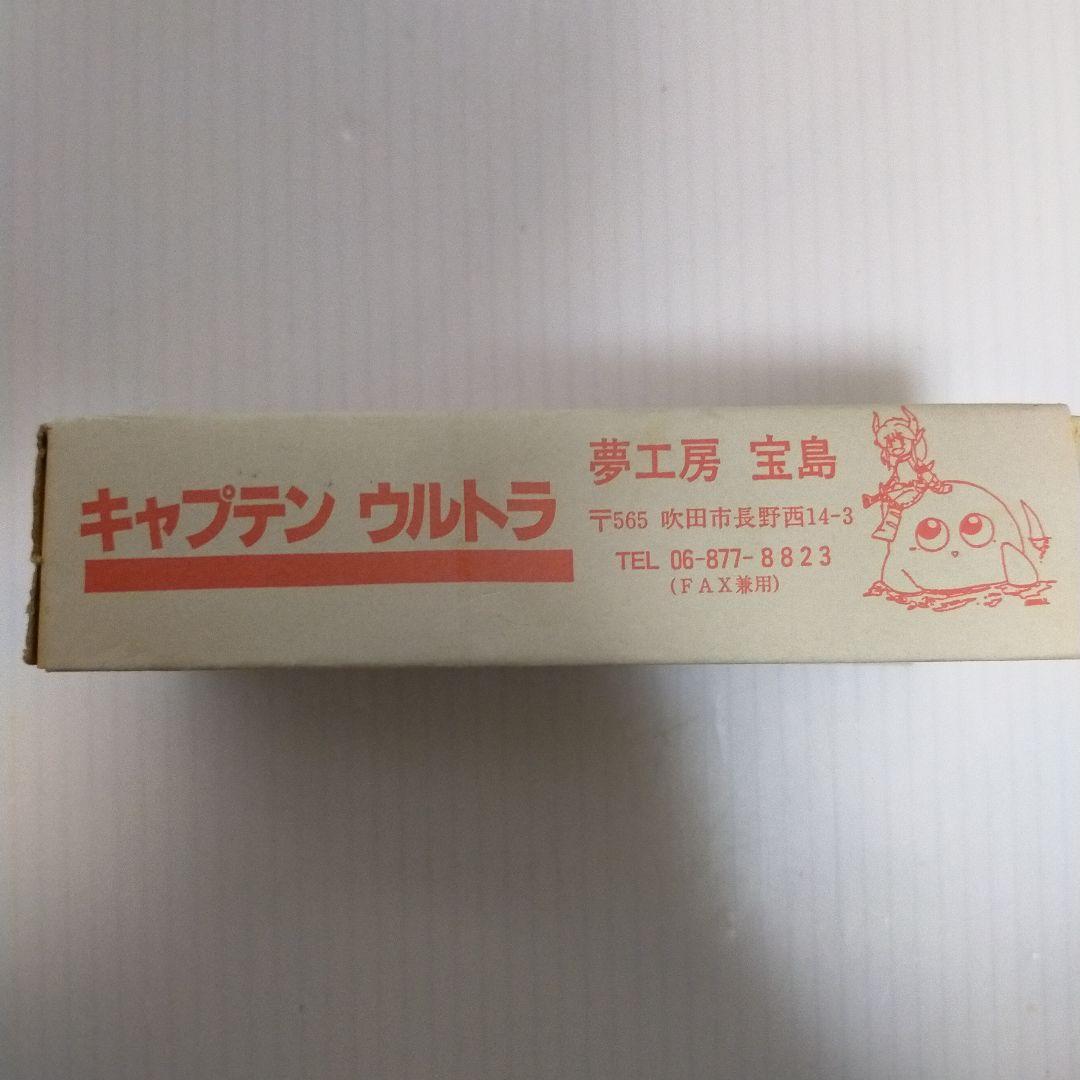 キャプテン ウルトラ
夢工房 宝島
〒565 吹田市長野西14-3
TEL 06-877-8823
(FAX兼用)